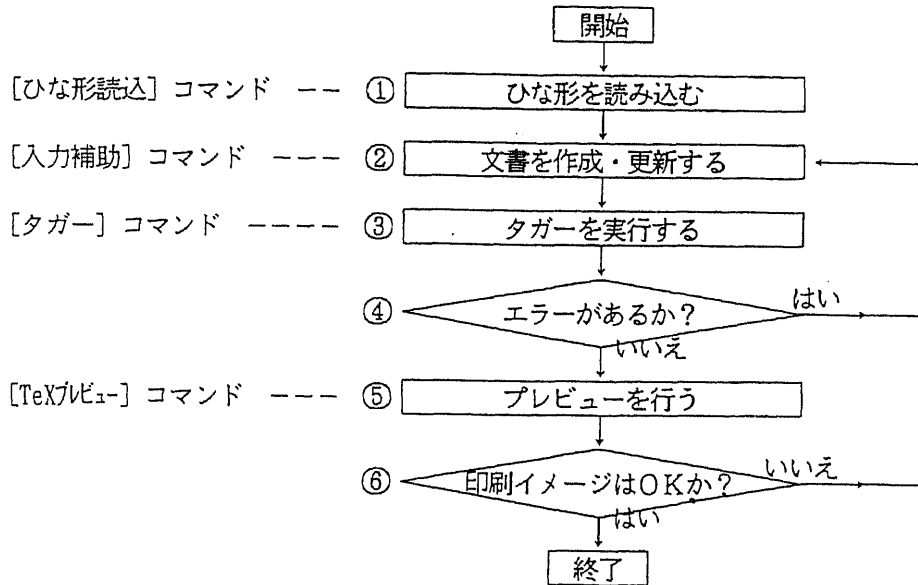 開始
[ひな形読込] コマンド -- ① ひな形を読み込む
[入力補助] コマンド --- ② 文書を作成・更新する
[タガー] コマンド ---- ③ タガーを実行する
④ エラーがあるか? はい
いいえ
[TeXプレビュー] コマンド --- ⑤ プレビューを行う
⑥ 印刷イメージはOKか? いいえ
はい
終了